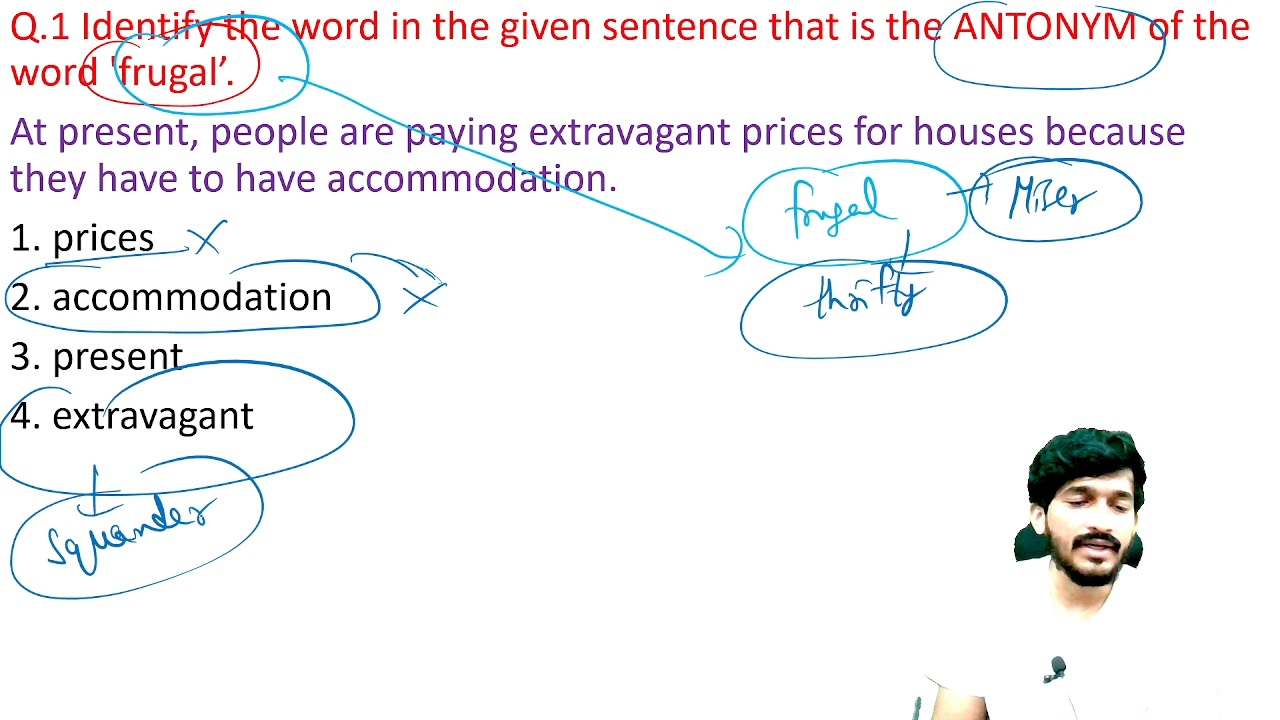 Q.1 Identify the word in the given sentence that is the ANTONYM of the
word 'frugal’.
At present, people are paying extravagant prices for houses because
they have to have accommodation.
frugal
Miser
1. prices
2. accommodation
thrifty
3. present
4. extravagant
squander